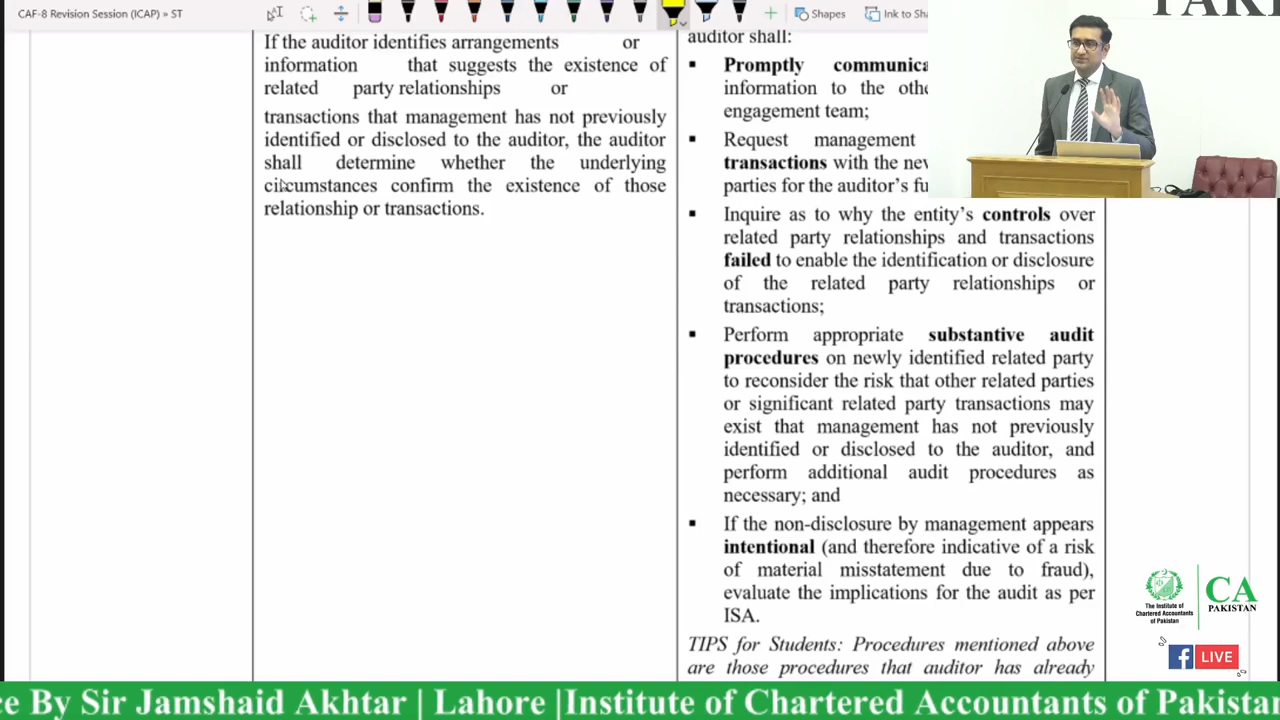 CAF-8 Revision Session (ICAP) » ST
Shapes
Ink to Sha
If the auditor identifies arrangements or
information that suggests the existence of
related party relationships or
transactions that management has not previously
identified or disclosed to the auditor, the auditor
shall determine whether the underlying
circumstances confirm the existence of those
relationship or transactions.
auditor shall:
▪ Promptly communica
information to the othe
engagement team;
▪ Request management
transactions with the nev
parties for the auditor's fu
▪ Inquire as to why the entity's controls over
related party relationships and transactions
failed to enable the identification or disclosure
of the related party relationships or
transactions;
▪ Perform appropriate substantive audit
procedures on newly identified related party
to reconsider the risk that other related parties
or significant related party transactions may
exist that management has not previously
identified or disclosed to the auditor, and
perform additional audit procedures as
necessary; and
▪ If the non-disclosure by management appears
intentional (and therefore indicative of a risk
of material misstatement due to fraud),
evaluate the implications for the audit as per
ISA.
TIPS for Students: Procedures mentioned above
are those procedures that auditor has already
The Institute of
Chartered Accountants
of Pakistan
CA
PAKISTAN
f LIVE
ce By Sir Jamshaid Akhtar | Lahore |Institute of Chartered Accountants of Pakistan